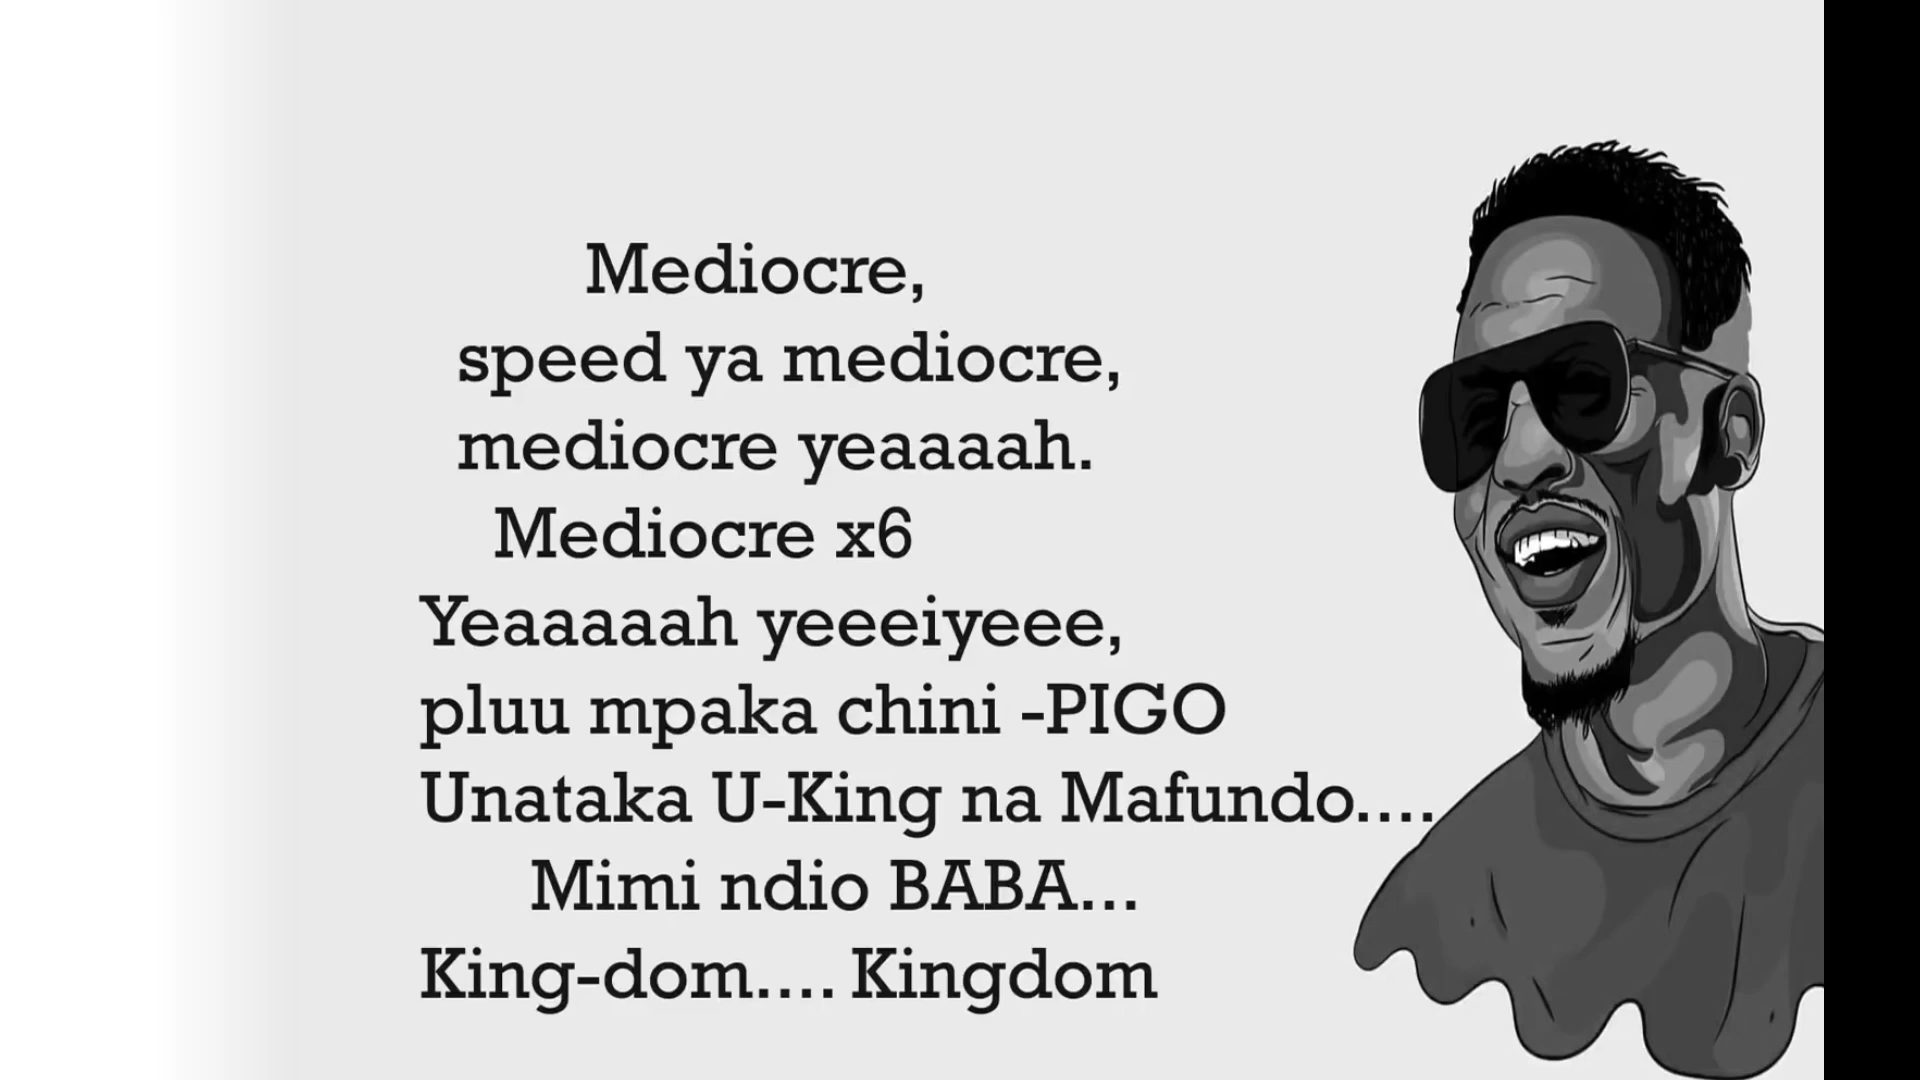 Mediocre,
speed ya mediocre,
mediocre yeaaaah.
Mediocre x6
Yeaaaaah yeeeiyeee,
pluu mpaka chini -PIGO
Unataka U-King na Mafundo....
Mimi ndio BABA...
King-dom.... Kingdom